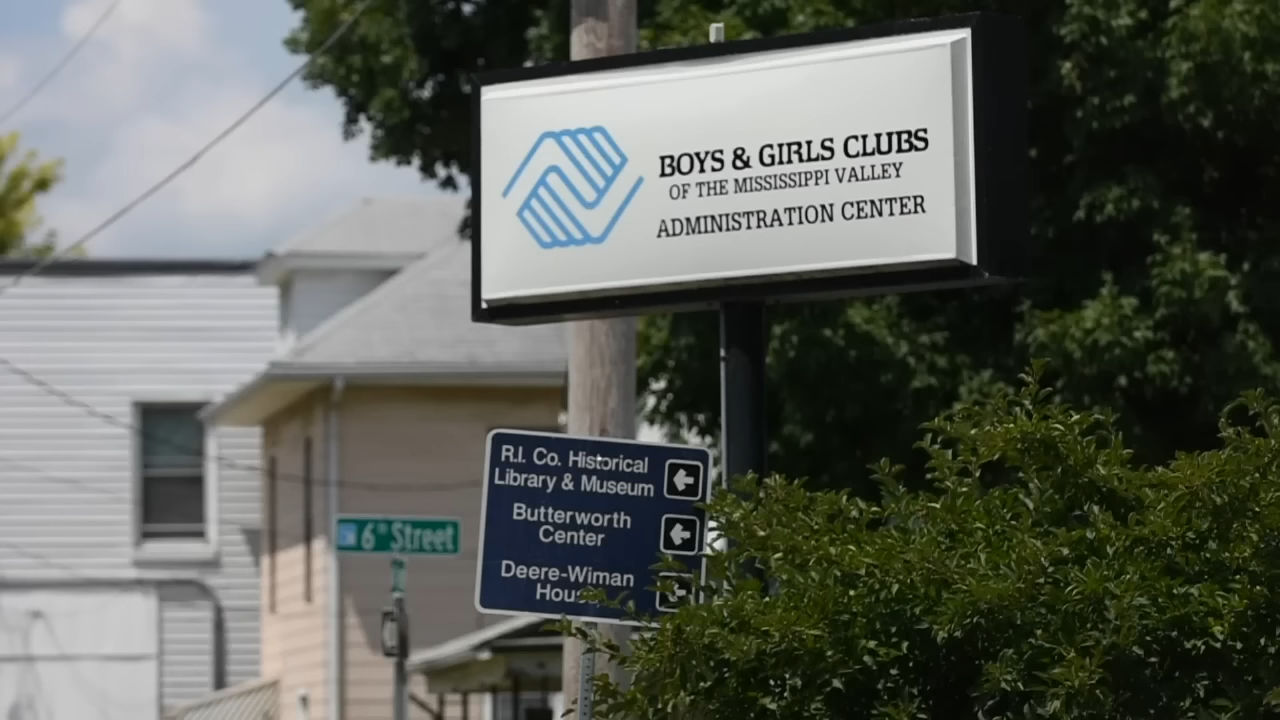 BOYS & GIRLS CLUBS
OF THE MISSISSIPPI VALLEY
ADMINISTRATION CENTER
R.I. Co. Historical
Library & Museum
Butterworth
Center
Deere-Wiman
House
6th Street